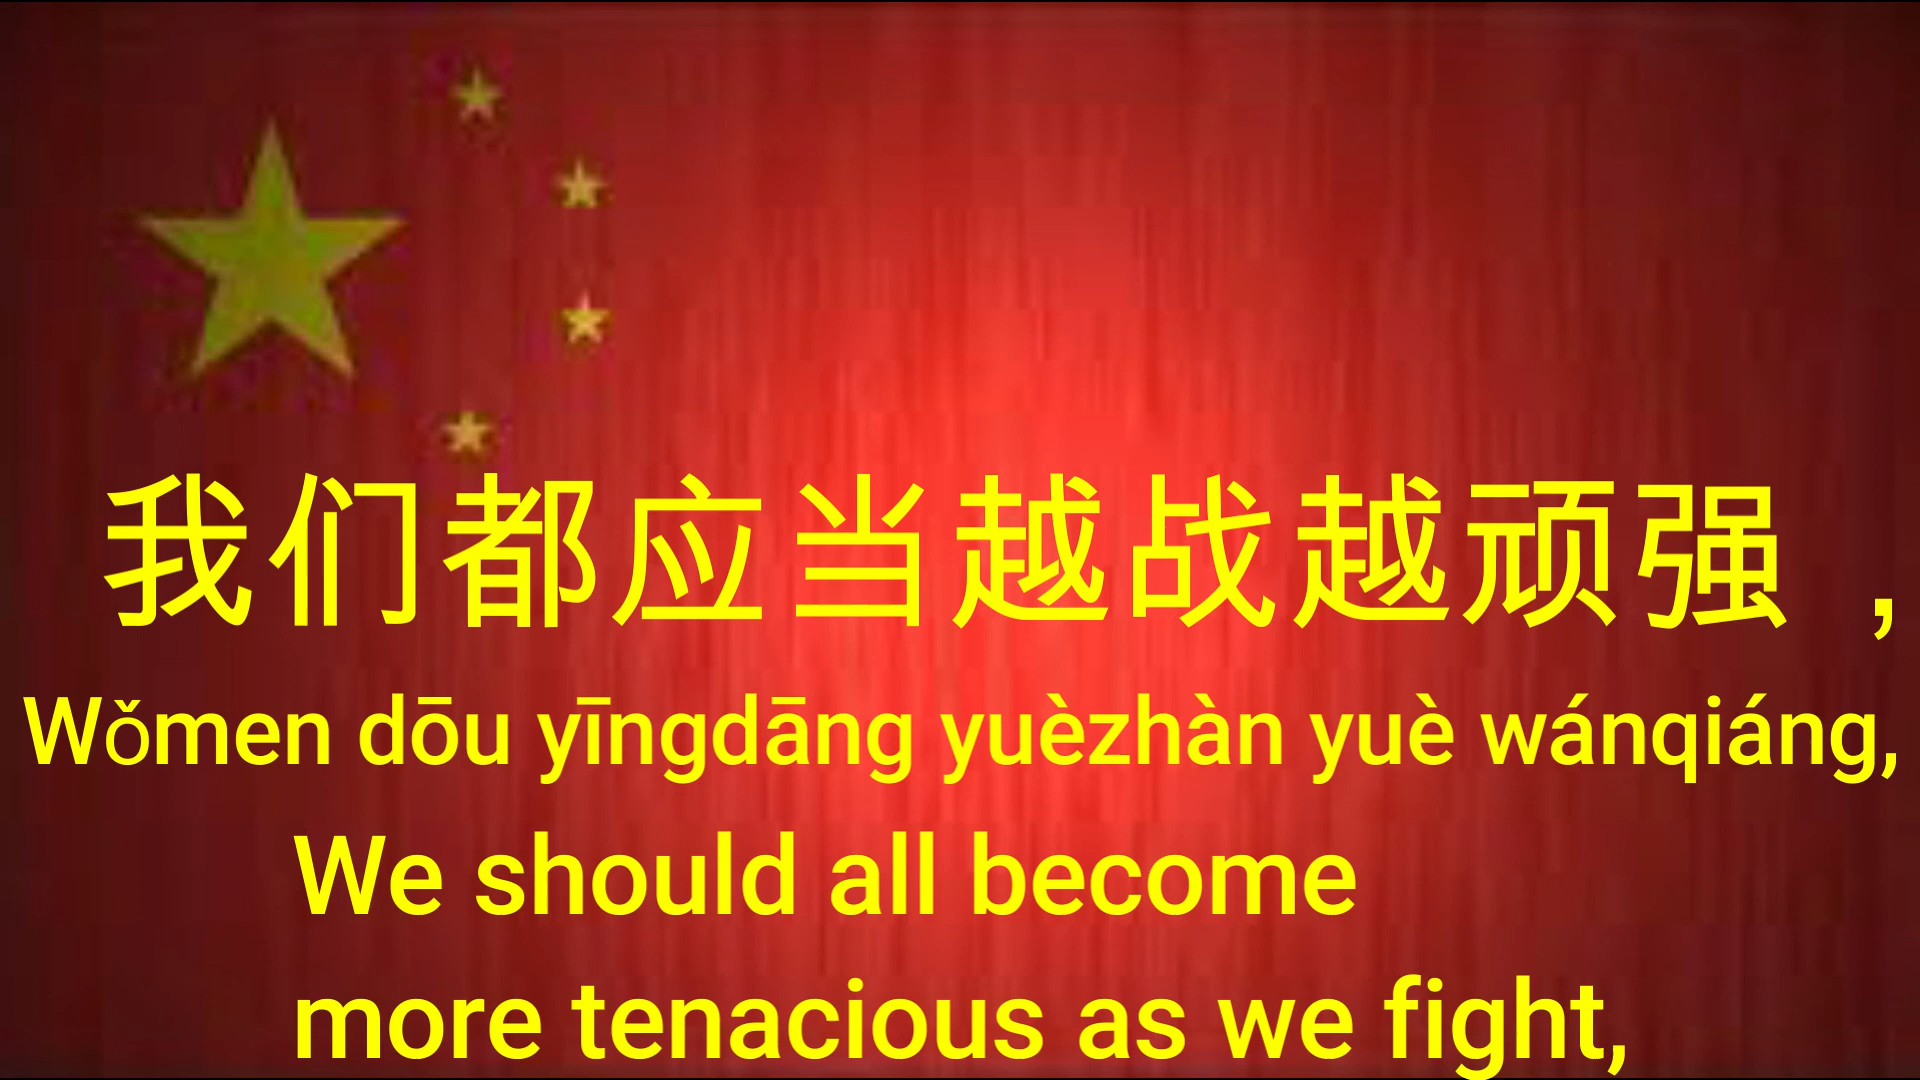 我们都应当越战越顽强，
Wǒmen dōu yīngdāng yuèzhàn yuè wánqiáng,
We should all become
more tenacious as we fight,